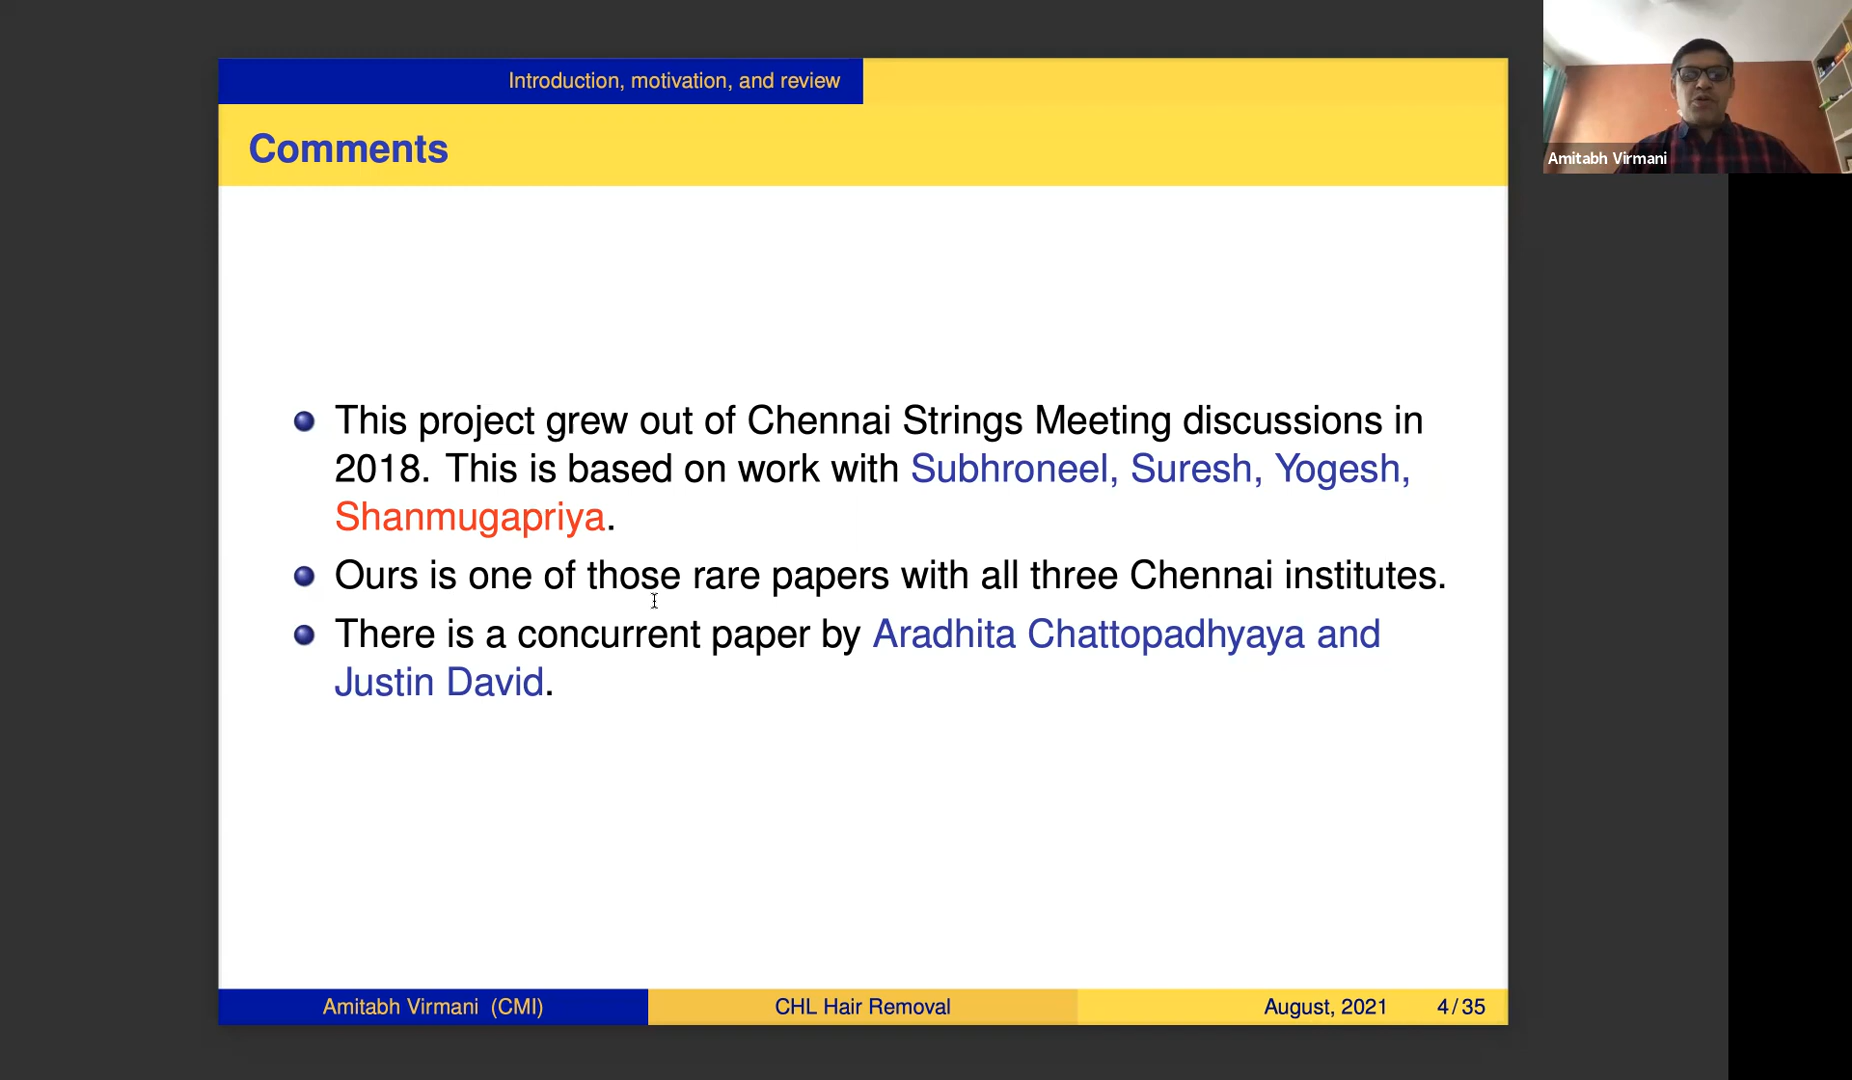 Introduction, motivation, and review
Comments
This project grew out of Chennai Strings Meeting discussions in
2018. This is based on work with Subhroneel, Suresh, Yogesh,
Shanmugapriya.
Ours is one of those rare papers with all three Chennai institutes.
There is a concurrent paper by Aradhita Chattopadhyaya and
Justin David.
Amitabh Virmani (CMI) CHL Hair Removal August, 2021 4/35
Amitabh Virmani